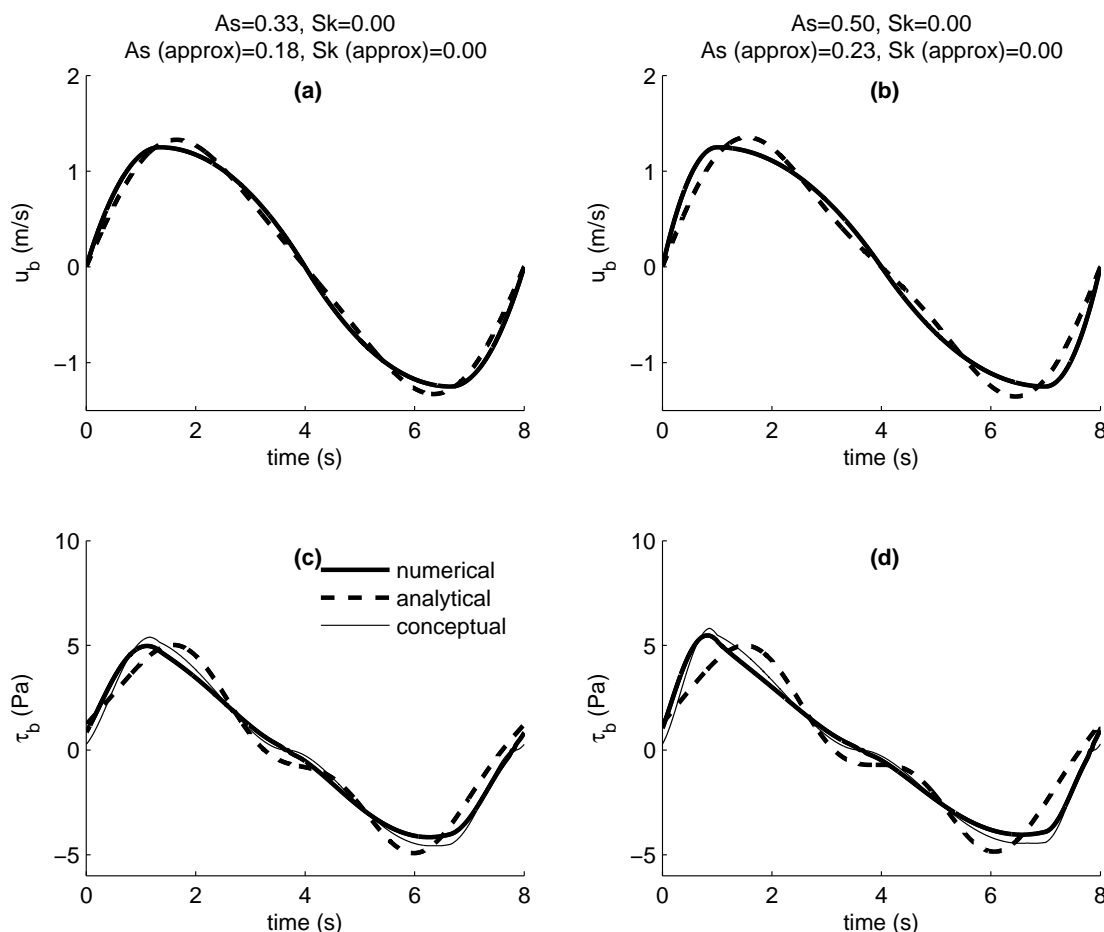 As=0.33, Sk=0.00
As (approx)=0.18, Sk (approx)=0.00
(a)
2
1
0
−1
u_b (m/s)
0 2 4 6 8
time (s)
As=0.50, Sk=0.00
As (approx)=0.23, Sk (approx)=0.00
(b)
2
1
0
−1
u_b (m/s)
0 2 4 6 8
time (s)
(c)
numerical
analytical
conceptual
10
5
0
−5
τ_b (Pa)
0 2 4 6 8
time (s)
(d)
10
5
0
−5
τ_b (Pa)
0 2 4 6 8
time (s)